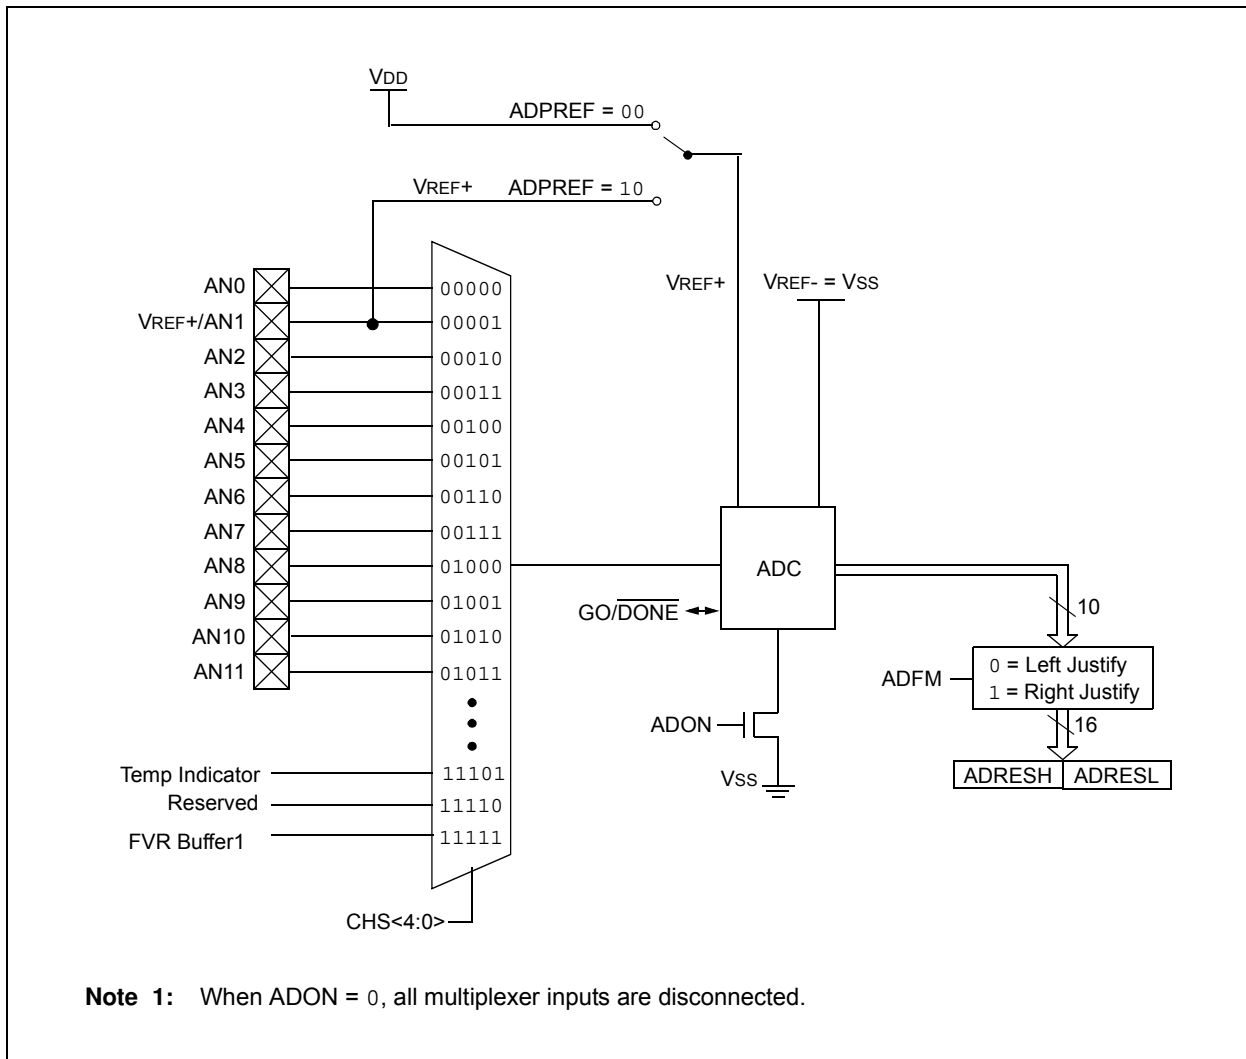 VDD
ADPREF = 00
VREF+ ADPREF = 10
VREF+
VREF- = VSS
AN0
VREF+/AN1
AN2
AN3
AN4
AN5
AN6
AN7
AN8
AN9
AN10
AN11
Temp Indicator
Reserved
FVR Buffer1
00000
00001
00010
00011
00100
00101
00110
00111
01000
01001
01010
01011
11101
11110
11111
CHS<4:0>
ADC
GO/DONE
ADON
VSS
10
ADFM
0 = Left Justify
1 = Right Justify
16
ADRESH ADRESL
Note 1: When ADON = 0, all multiplexer inputs are disconnected.